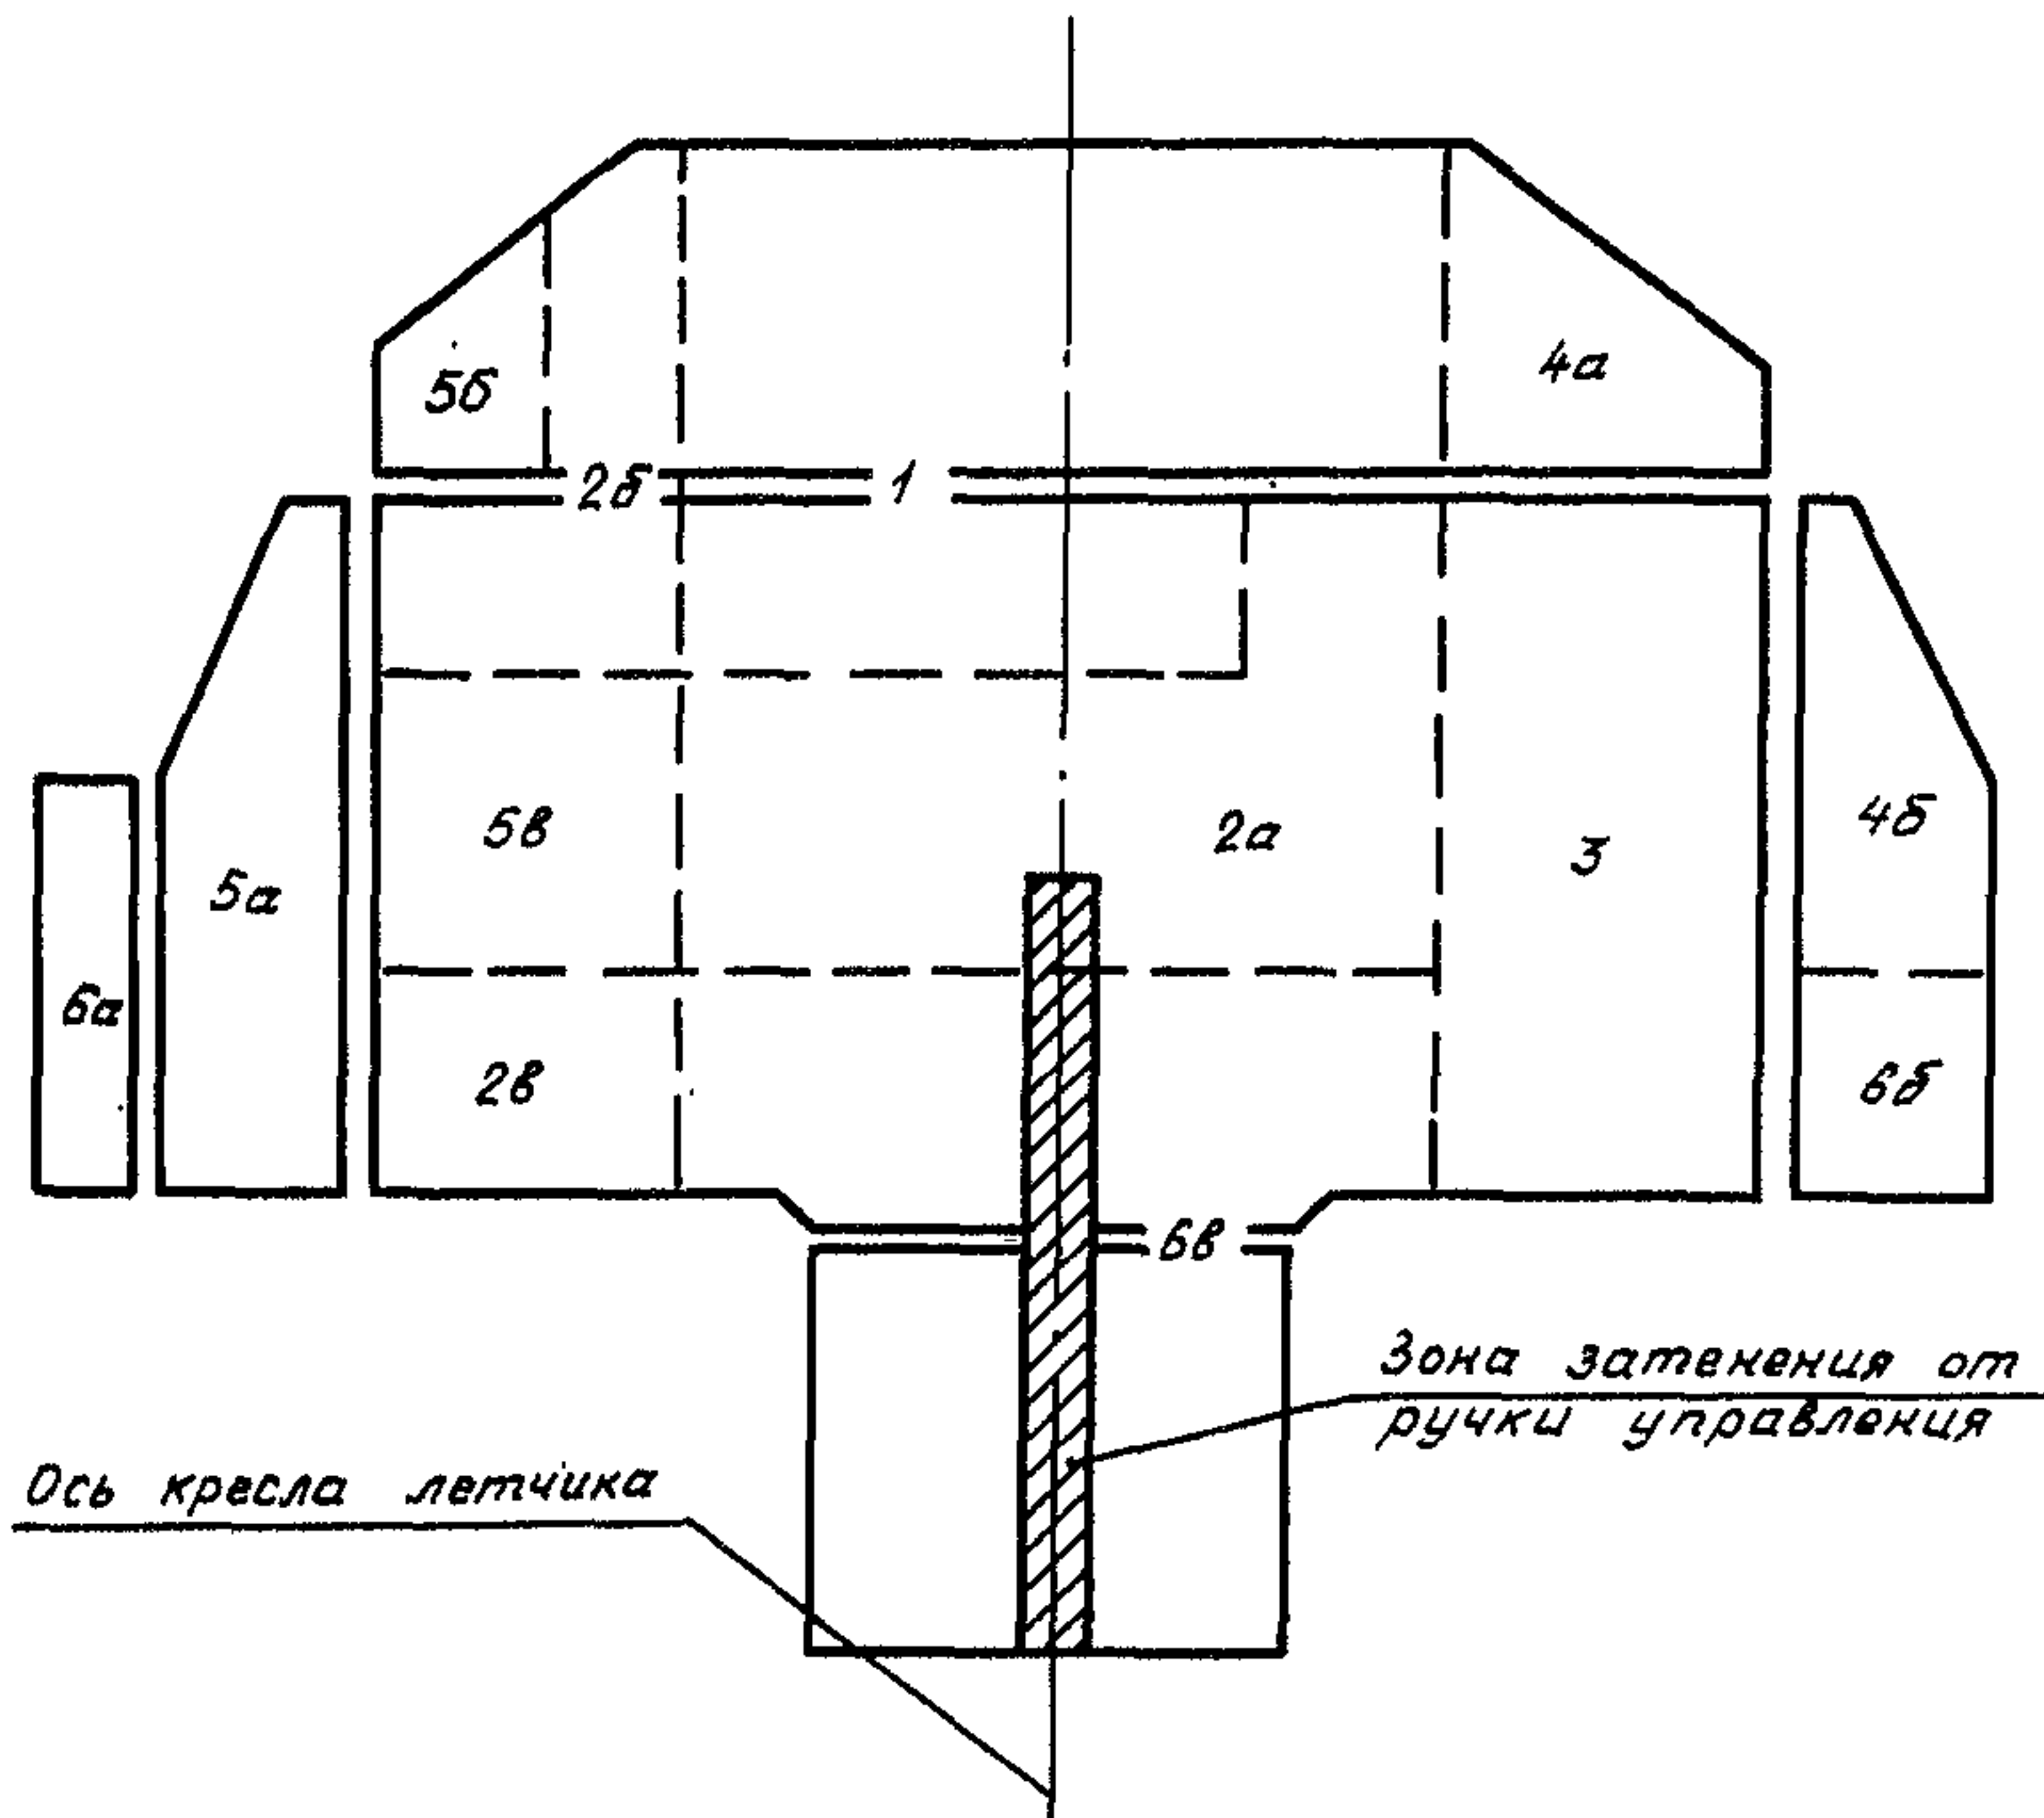 4а
5б
2б 1
5в 2а 3 4б
5а
6а
2в 6б
6в
Зона затенения от
ручки управления
Ось кресла летчика